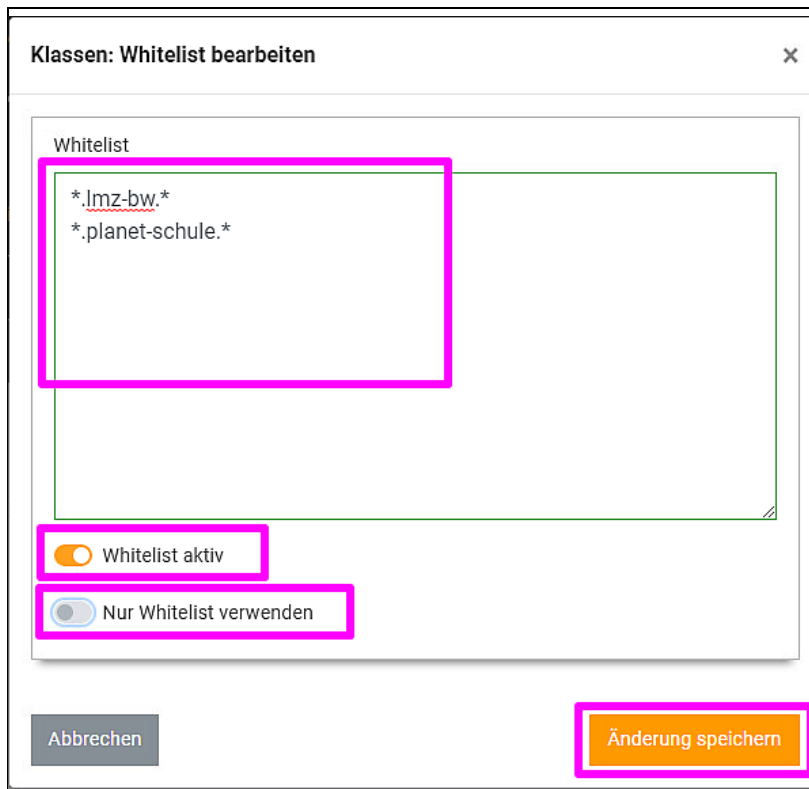 Klassen: Whitelist bearbeiten ×
Whitelist
*.lmz-bw.*
*.planet-schule.*
Whitelist aktiv
Nur Whitelist verwenden
Abbrechen Änderung speichern